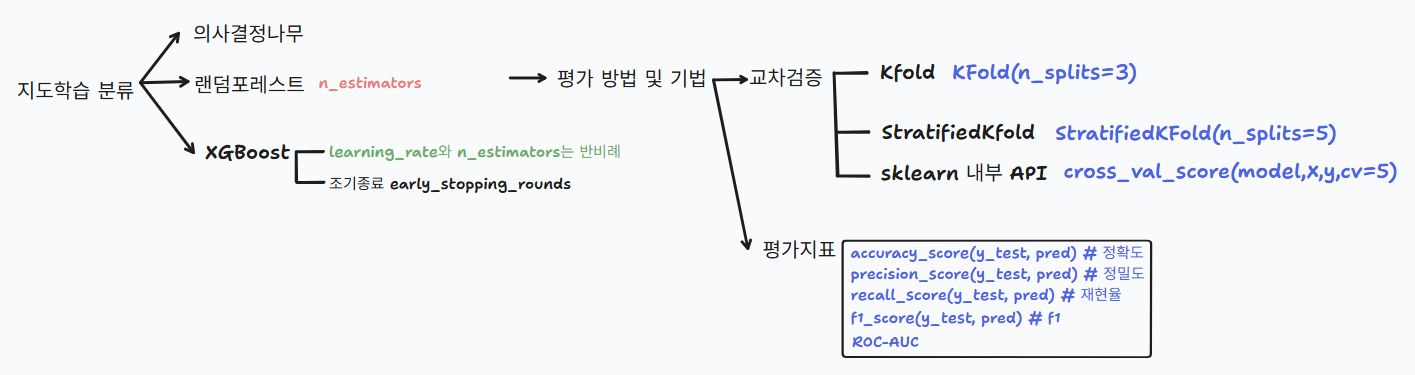 지도학습 분류
의사결정나무
랜덤포레스트 n_estimators
XGBoost
learning_rate와 n_estimators는 반비례
조기종료 early_stopping_rounds
평가 방법 및 기법
교차검증
Kfold KFold(n_splits=3)
StratifiedKfold StratifiedKFold(n_splits=5)
sklearn 내부 API cross_val_score(model,X,y,cv=5)
평가지표
accuracy_score(y_test, pred) # 정확도
precision_score(y_test, pred) # 정밀도
recall_score(y_test, pred) # 재현율
f1_score(y_test, pred) # f1
ROC-AUC